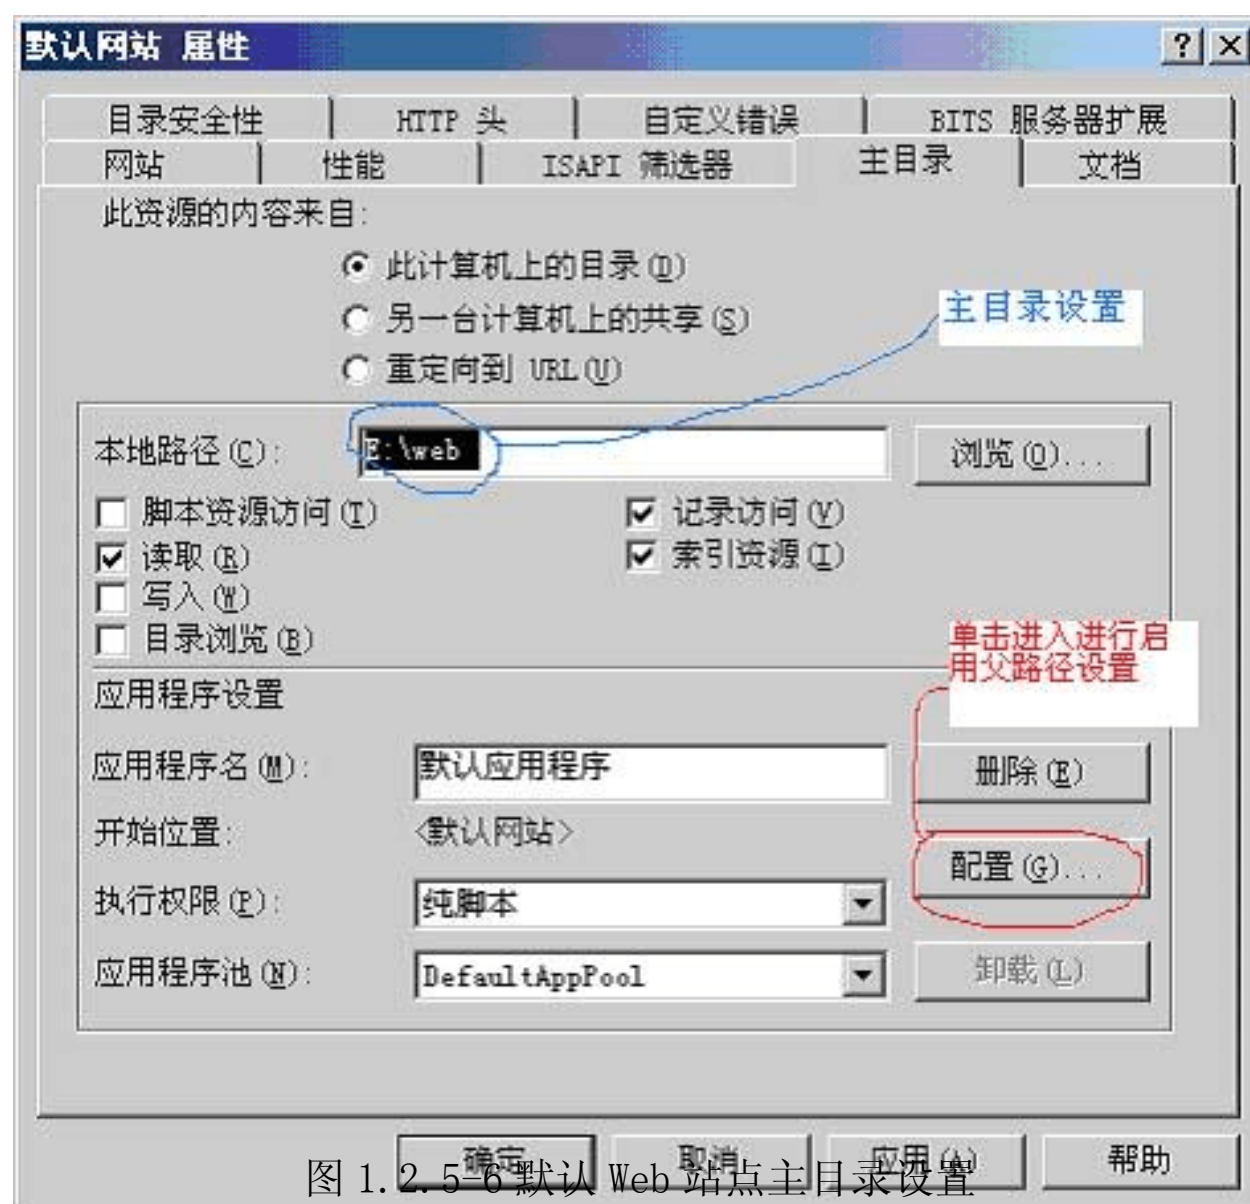 默认网站 属性
目录安全性 HTTP 头 自定义错误 BITS 服务器扩展
网站 性能 ISAPI 筛选器 主目录 文档
此资源的内容来自:
此计算机上的目录(D)
另一台计算机上的共享(S)
主目录设置
重定向到 URL(U)
本地路径(C): E:\web 浏览(O)...
脚本资源访问(T) 记录访问(V)
读取(R) 索引资源(I)
写入(W)
目录浏览(B)
单击进入进行启
用父路径设置
应用程序设置
应用程序名(M): 默认应用程序 删除(E)
开始位置: <默认网站>
配置(G)...
执行权限(P): 纯脚本
应用程序池(N): DefaultAppPool 卸载(L)
确定 取消 应用(A) 帮助
图 1.2.5-6 默认 Web 站点主目录设置